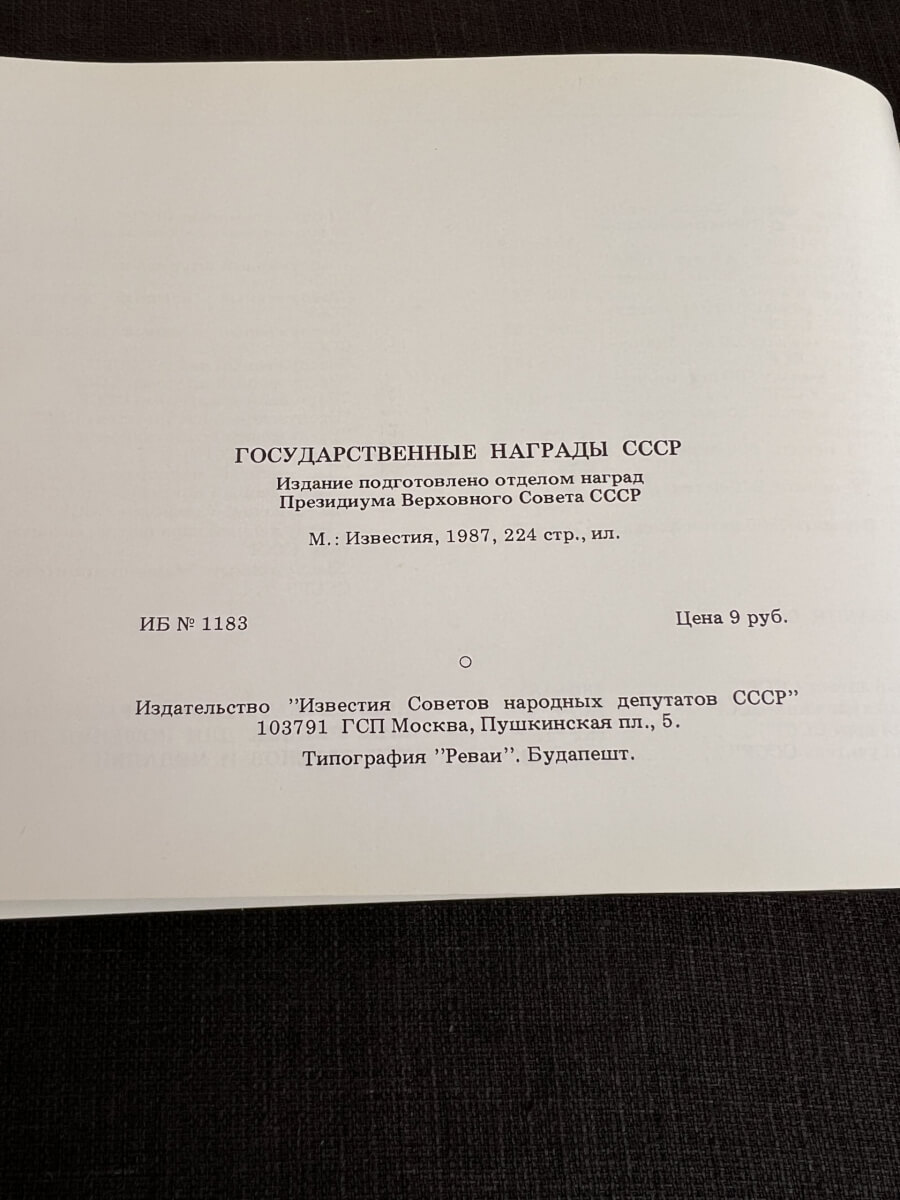 ГОСУДАРСТВЕННЫЕ НАГРАДЫ СССР
Издание подготовлено отделом наград
Президиума Верховного Совета СССР
М.: Известия, 1987, 224 стр., ил.
ИБ № 1183
Цена 9 руб.
Издательство "Известия Советов народных депутатов СССР"
103791 ГСП Москва, Пушкинская пл., 5.
Типография "Реваи". Будапешт.